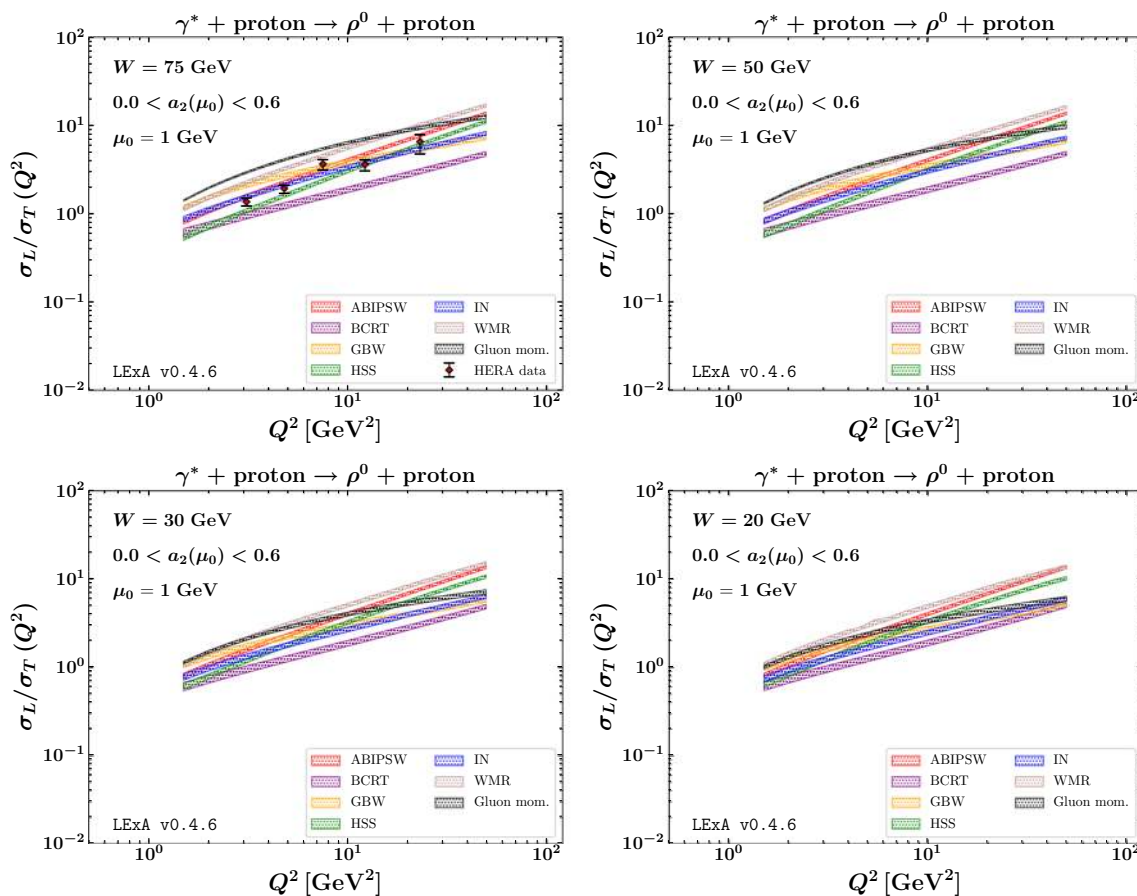 γ* + proton → ρ⁰ + proton
W = 75 GeV
0.0 < a₂(μ₀) < 0.6
μ₀ = 1 GeV
σ_L/σ_T (Q²)
10²
10¹
10⁰
10⁻¹
10⁻²
ABIPSW
BCRT
GBW
HSS
IN
WMR
Gluon mom.
HERA data
LExA v0.4.6
10⁰ 10¹ 10²
Q² [GeV²]
γ* + proton → ρ⁰ + proton
W = 50 GeV
0.0 < a₂(μ₀) < 0.6
μ₀ = 1 GeV
σ_L/σ_T (Q²)
10²
10¹
10⁰
10⁻¹
10⁻²
ABIPSW
BCRT
GBW
HSS
IN
WMR
Gluon mom.
LExA v0.4.6
10⁰ 10¹ 10²
Q² [GeV²]
γ* + proton → ρ⁰ + proton
W = 30 GeV
0.0 < a₂(μ₀) < 0.6
μ₀ = 1 GeV
σ_L/σ_T (Q²)
10²
10¹
10⁰
10⁻¹
10⁻²
ABIPSW
BCRT
GBW
HSS
IN
WMR
Gluon mom.
LExA v0.4.6
10⁰ 10¹ 10²
Q² [GeV²]
γ* + proton → ρ⁰ + proton
W = 20 GeV
0.0 < a₂(μ₀) < 0.6
μ₀ = 1 GeV
σ_L/σ_T (Q²)
10²
10¹
10⁰
10⁻¹
10⁻²
ABIPSW
BCRT
GBW
HSS
IN
WMR
Gluon mom.
LExA v0.4.6
10⁰ 10¹ 10²
Q² [GeV²]